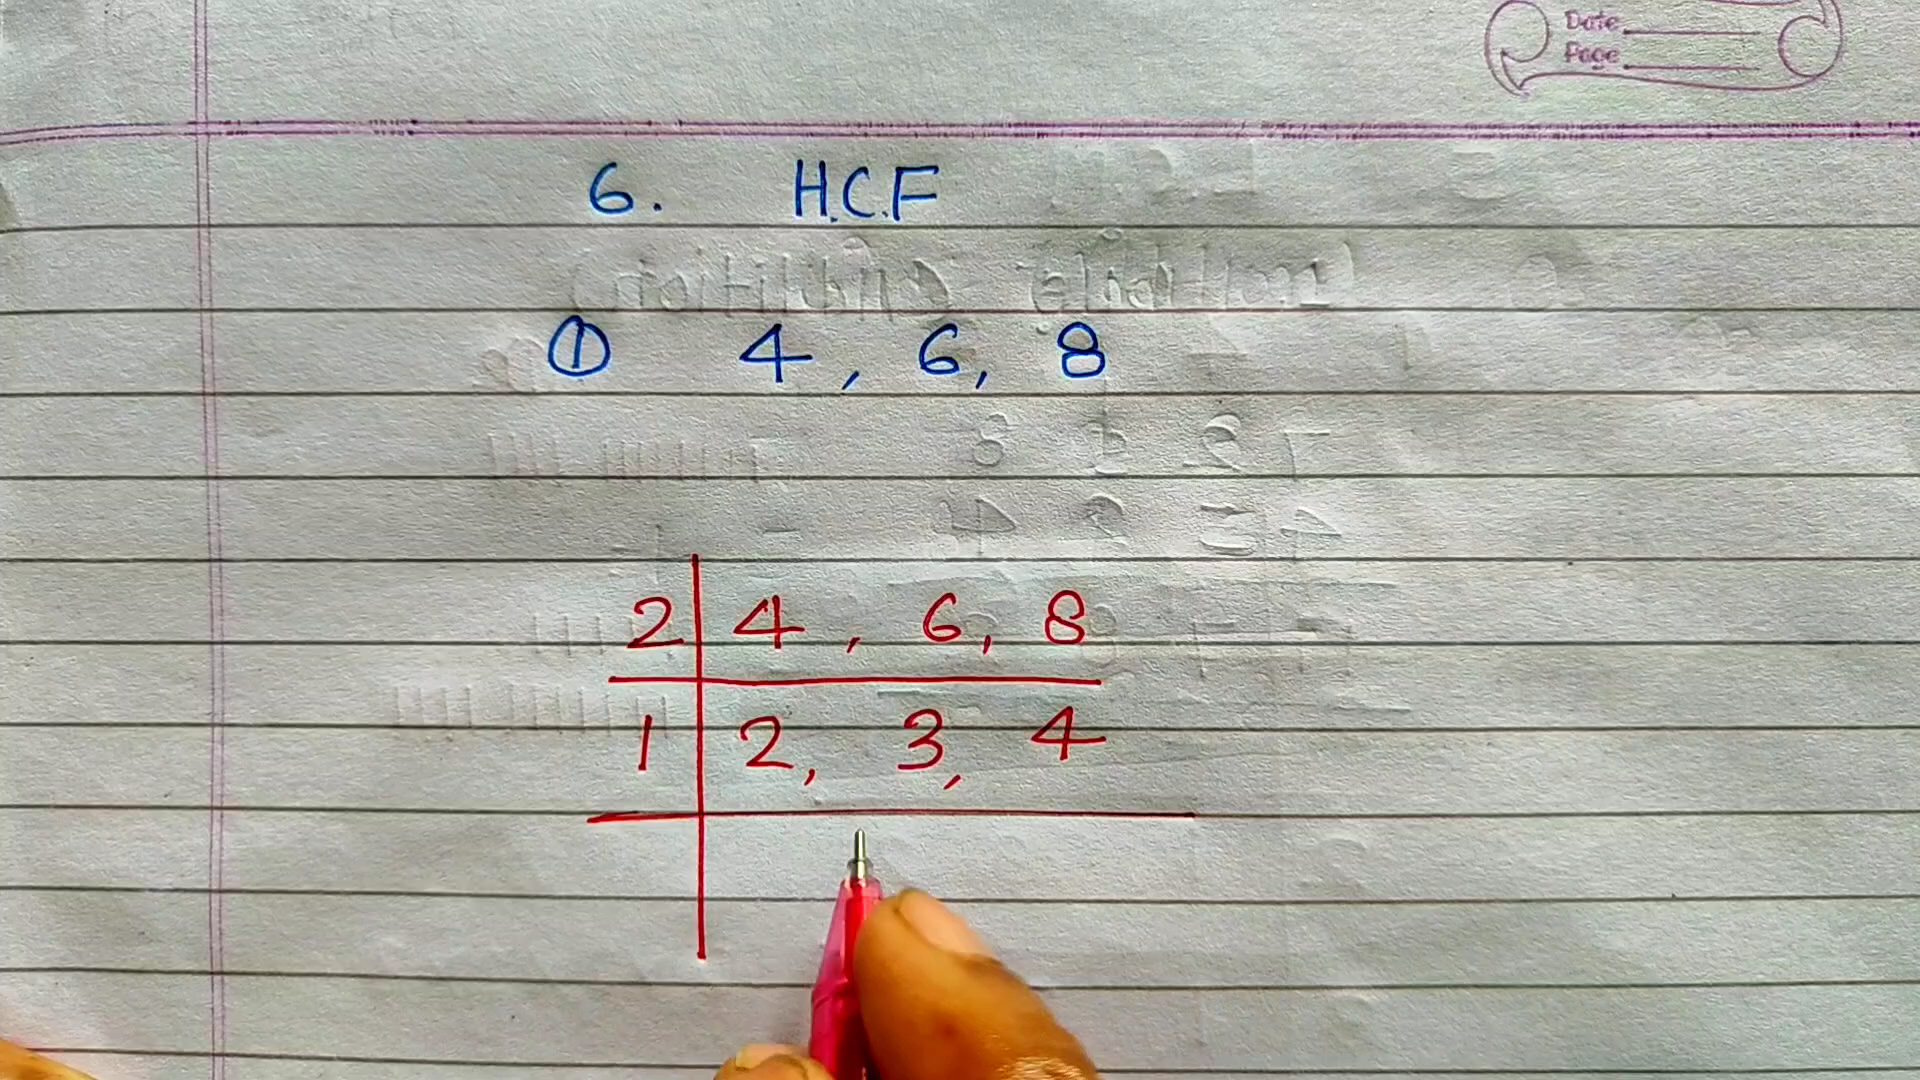 Date
Page
6. H.C.F
① 4, 6, 8
2 | 4, 6, 8
1 | 2, 3, 4